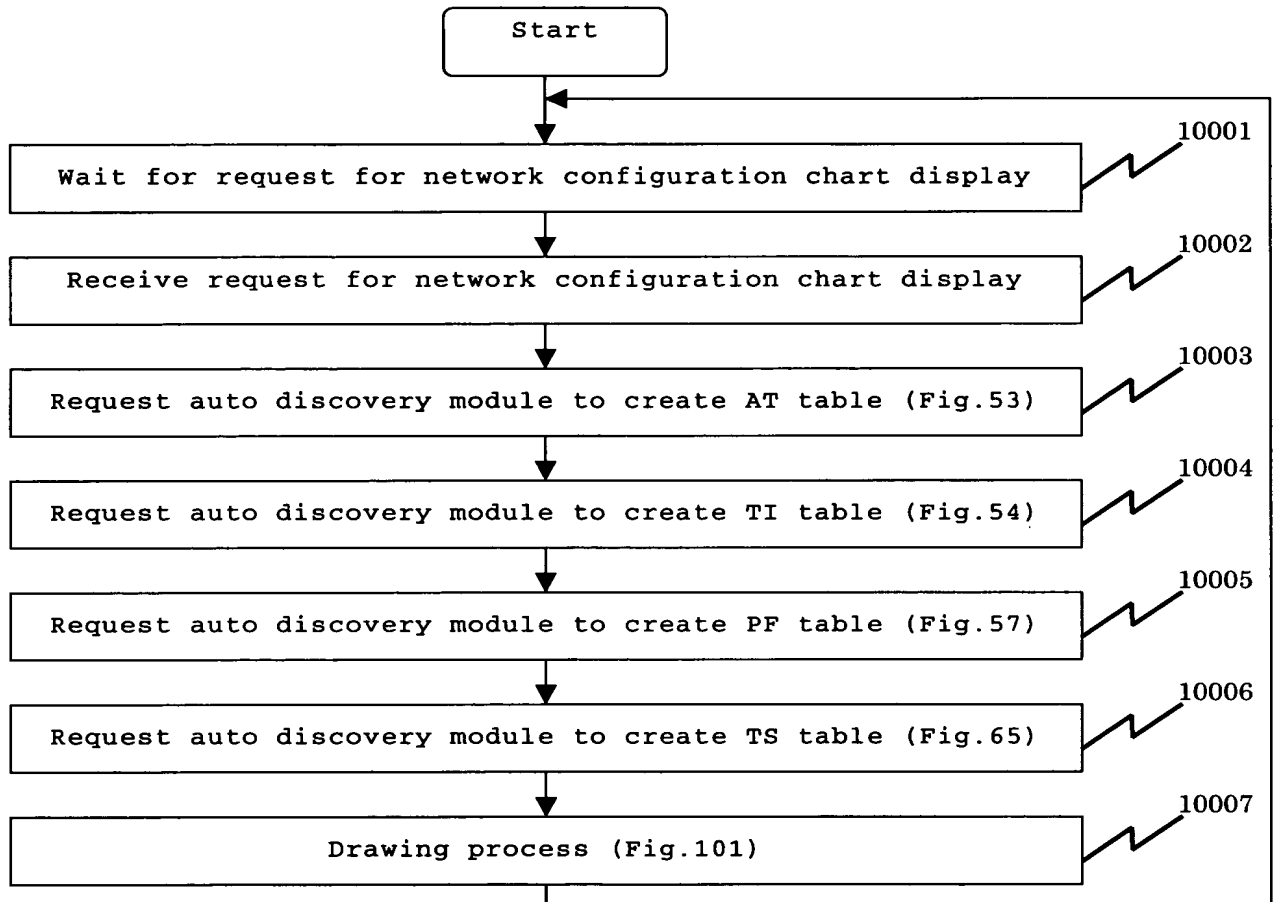 Start
10001
Wait for request for network configuration chart display
10002
Receive request for network configuration chart display
10003
Request auto discovery module to create AT table (Fig.53)
10004
Request auto discovery module to create TI table (Fig.54)
10005
Request auto discovery module to create PF table (Fig.57)
10006
Request auto discovery module to create TS table (Fig.65)
10007
Drawing process (Fig.101)